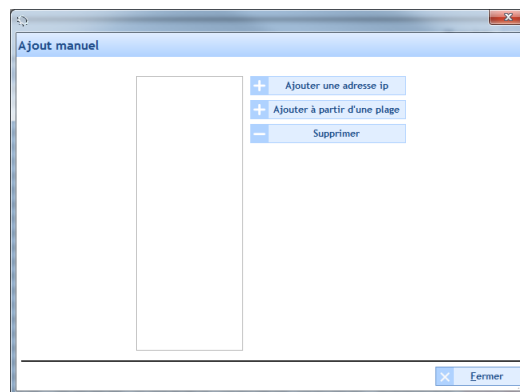 Ajout manuel
Ajouter une adresse ip
Ajouter à partir d'une plage
Supprimer
Fermer